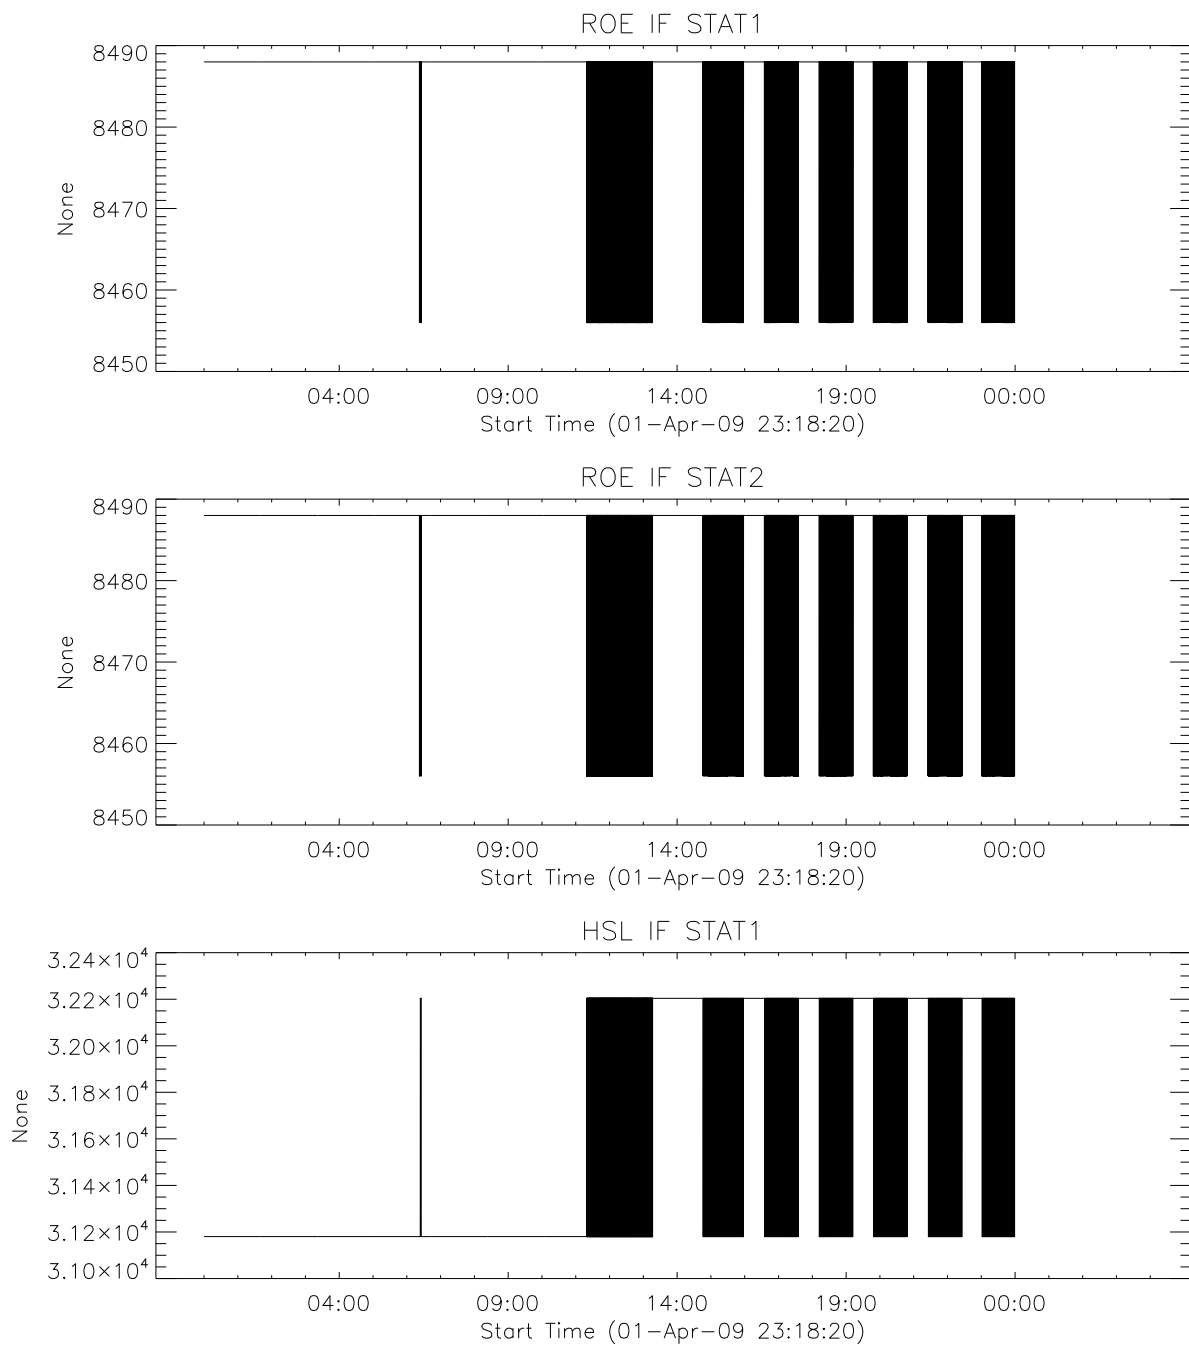 ROE IF STAT1
8490
8480
8470
8460
8450
None
04:00 09:00 14:00 19:00 00:00
Start Time (01-Apr-09 23:18:20)
ROE IF STAT2
8490
8480
8470
8460
8450
None
04:00 09:00 14:00 19:00 00:00
Start Time (01-Apr-09 23:18:20)
HSL IF STAT1
3.24×10⁴
3.22×10⁴
3.20×10⁴
3.18×10⁴
3.16×10⁴
3.14×10⁴
3.12×10⁴
3.10×10⁴
None
04:00 09:00 14:00 19:00 00:00
Start Time (01-Apr-09 23:18:20)